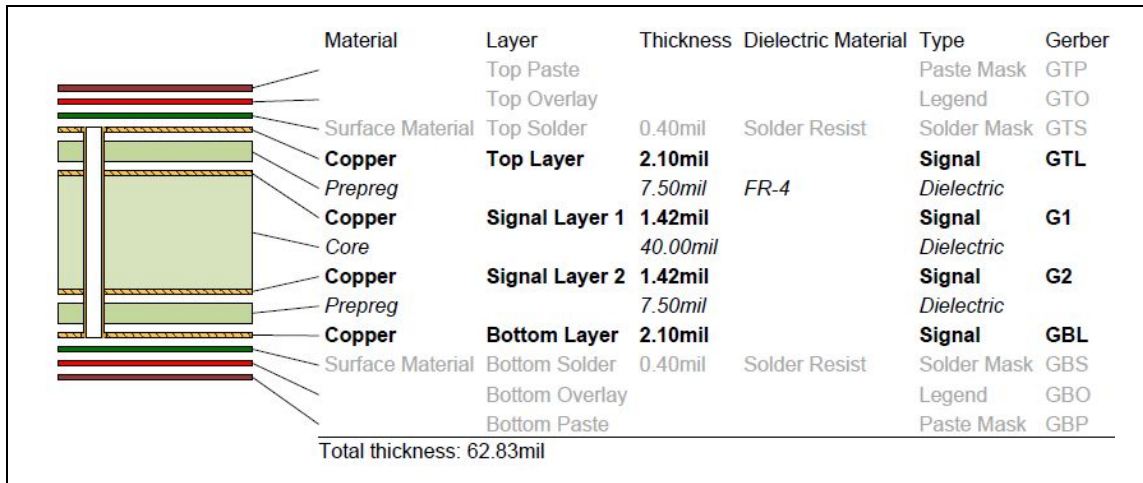 Material Layer Thickness Dielectric Material Type Gerber
Top Paste Paste Mask GTP
Top Overlay Legend GTO
Surface Material Top Solder 0.40mil Solder Resist Solder Mask GTS
Copper Top Layer 2.10mil Signal GTL
Prepreg 7.50mil FR-4 Dielectric
Copper Signal Layer 1 1.42mil Signal G1
Core 40.00mil Dielectric
Copper Signal Layer 2 1.42mil Signal G2
Prepreg 7.50mil Dielectric
Copper Bottom Layer 2.10mil Signal GBL
Surface Material Bottom Solder 0.40mil Solder Resist Solder Mask GBS
Bottom Overlay Legend GBO
Bottom Paste Paste Mask GBP
Total thickness: 62.83mil